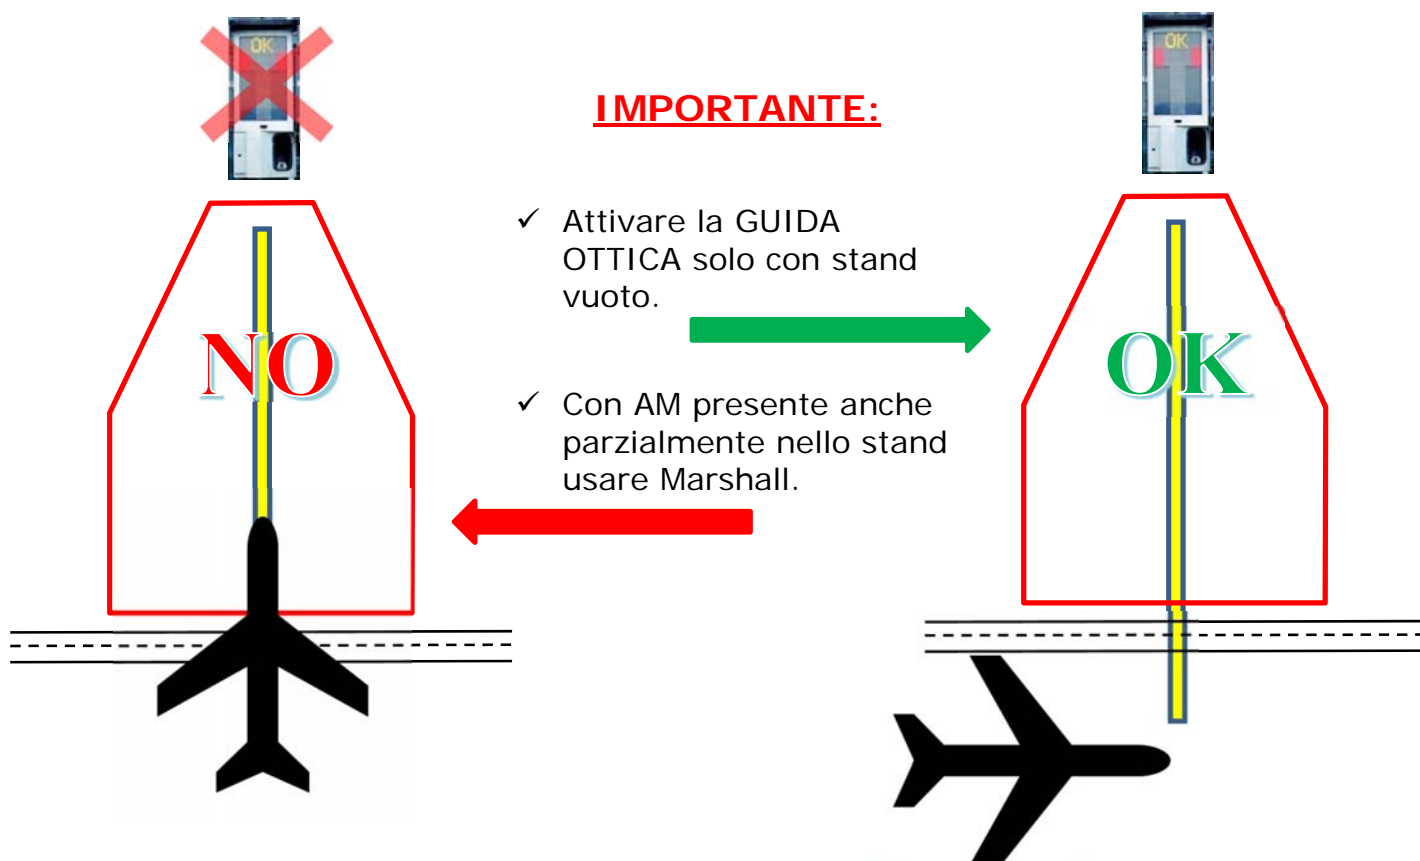 OK
OK
IMPORTANTE:
✓ Attivare la GUIDA
OTTICA solo con stand
vuoto.
NO
OK
✓ Con AM presente anche
parzialmente nello stand
usare Marshall.